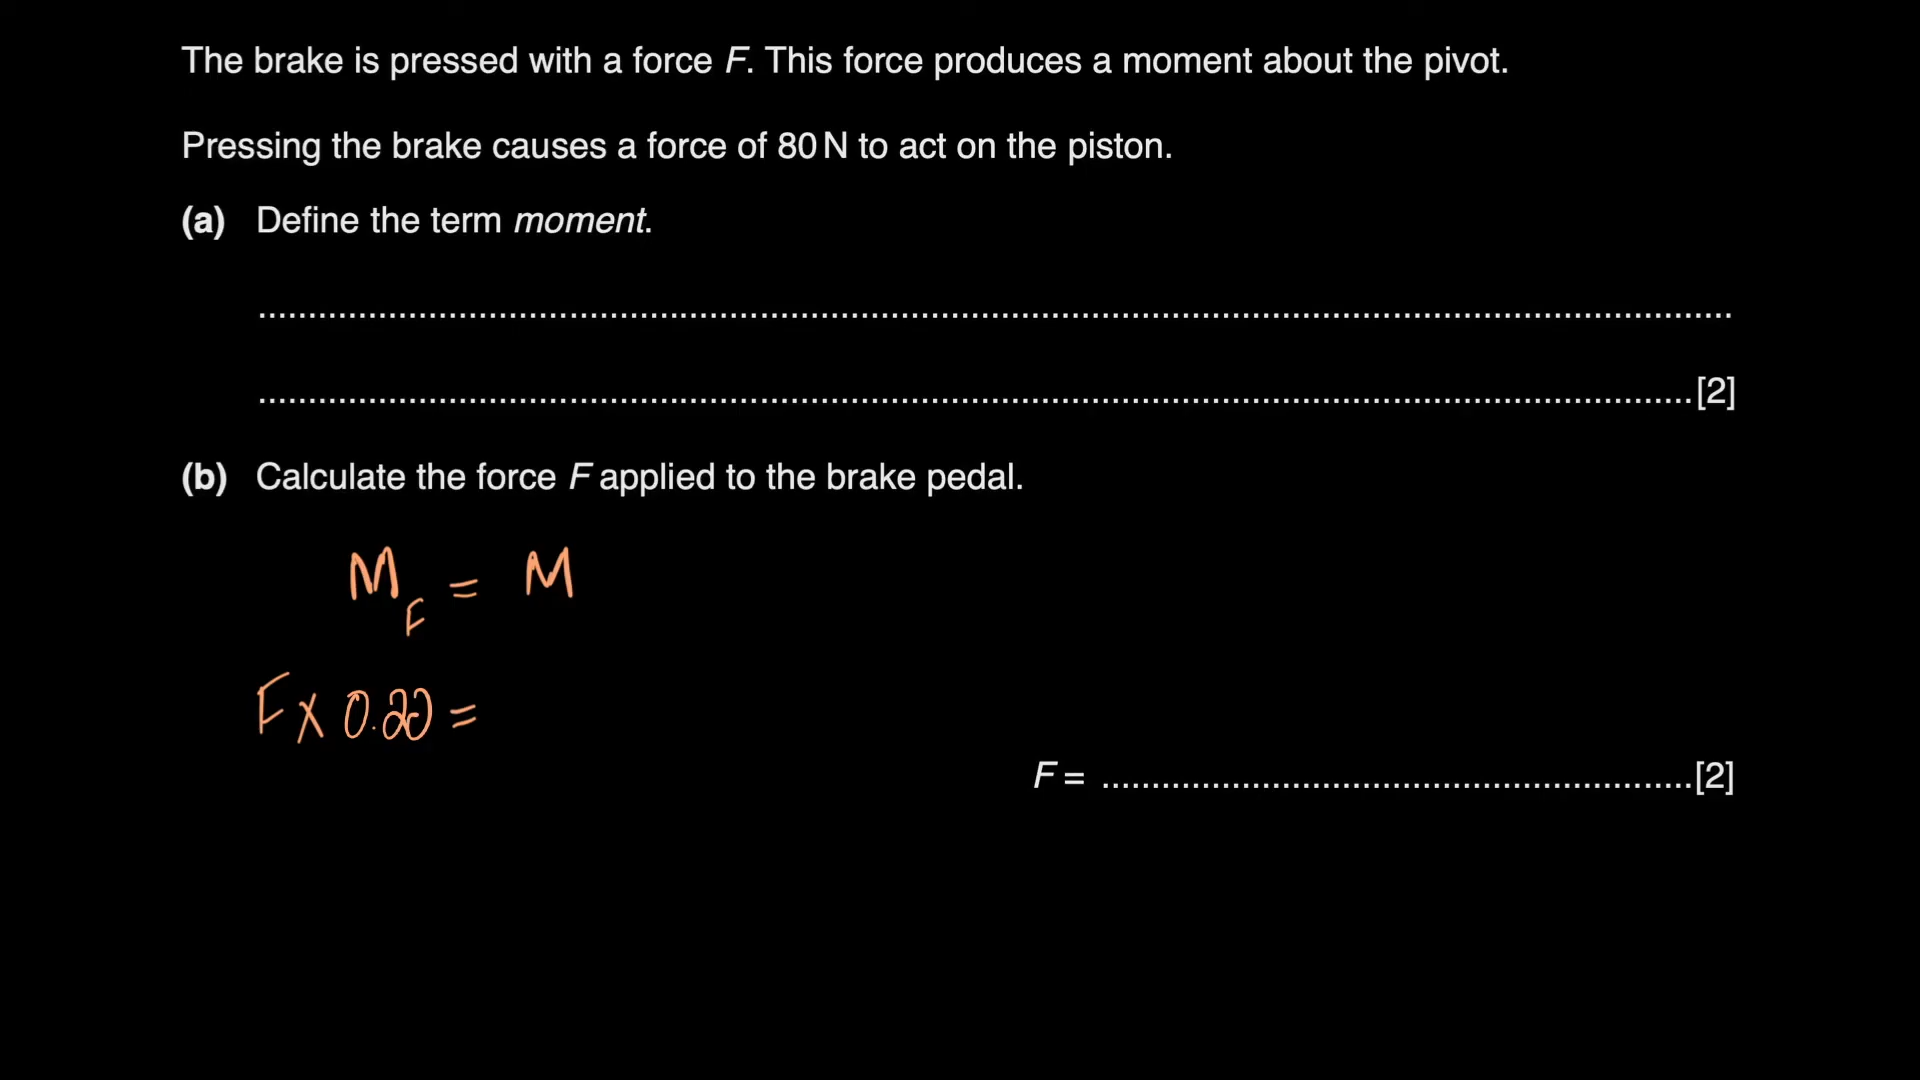 The brake is pressed with a force F. This force produces a moment about the pivot.
Pressing the brake causes a force of 80 N to act on the piston.
(a) Define the term moment.
........................................................................................................................
....................................................................................................................[2]
(b) Calculate the force F applied to the brake pedal.
M_F = M
F x 0.20 =
F = ...........................................................[2]